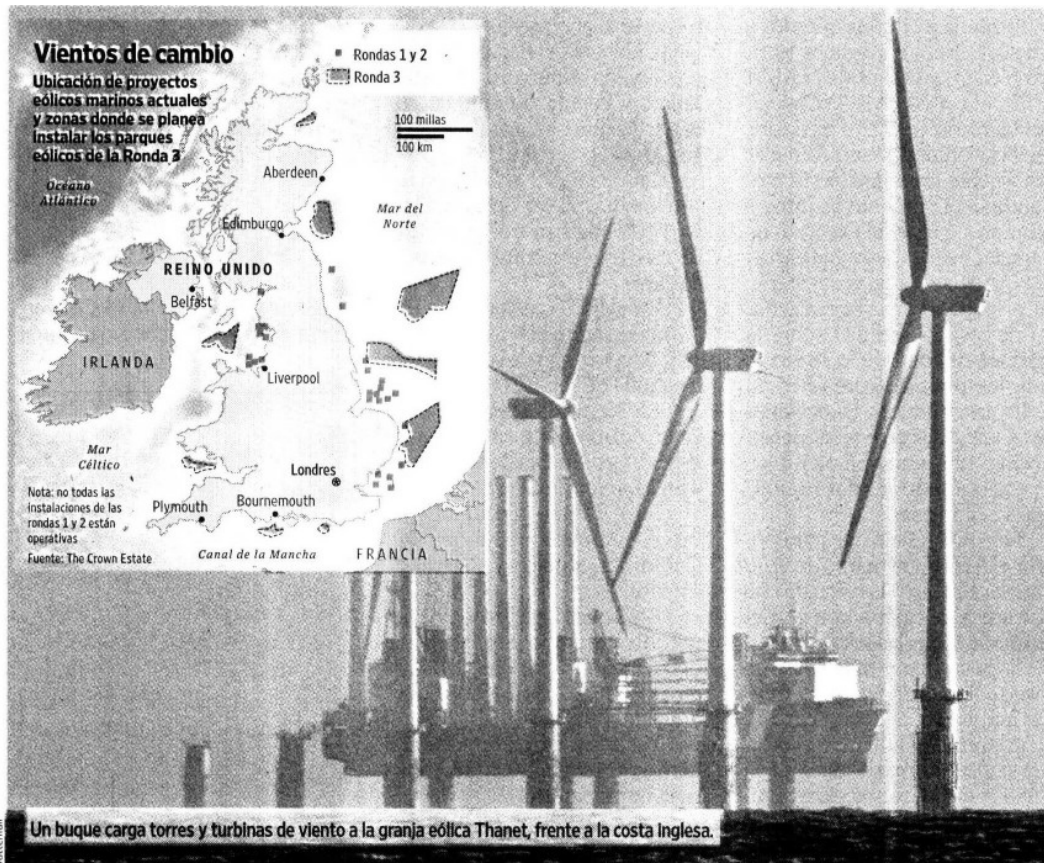 Vientos de cambio
Ubicación de proyectos
eólicos marinos actuales
y zonas donde se planea
instalar los parques
eólicos de la Ronda 3
Rondas 1 y 2
Ronda 3
100 millas
100 km
Océano
Atlántico
Aberdeen
Mar del
Norte
Edimburgo
REINO UNIDO
Belfast
IRLANDA
Liverpool
Mar
Céltico
Londres
Nota: no todas las
instalaciones de las
rondas 1 y 2 están
operativas
Plymouth
Bournemouth
Fuente: The Crown Estate
Canal de la Mancha
FRANCIA
Un buque carga torres y turbinas de viento a la granja eólica Thanet, frente a la costa inglesa.